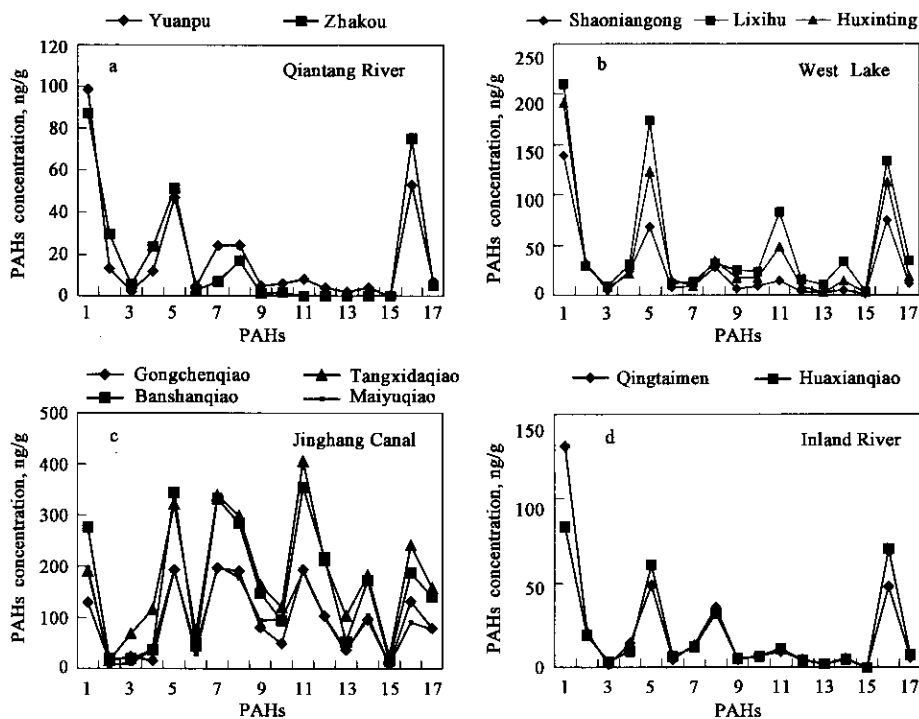 Yuanpu Zhakou
120
100
80
60
40
20
0
PAHs concentration, ng/g
a
Qiantang River
1 3 5 7 9 11 13 15 17
PAHs
Shaoniangong Lixihu Huxinting
200
150
100
50
0
PAHs concentration, ng/g
b
West Lake
1 3 5 7 9 11 13 15 17
PAHs
Gongchenqiao Tangxidaqiao
Banshanqiao Maiyuqiao
500
400
300
200
100
0
PAHs concentration, ng/g
c
Jinghang Canal
1 3 5 7 9 11 13 15 17
PAHs
Qingtaimen Huaxianqiao
150
100
50
0
PAHs concentration, ng/g
d
Inland River
1 3 5 7 9 11 13 15 17
PAHs